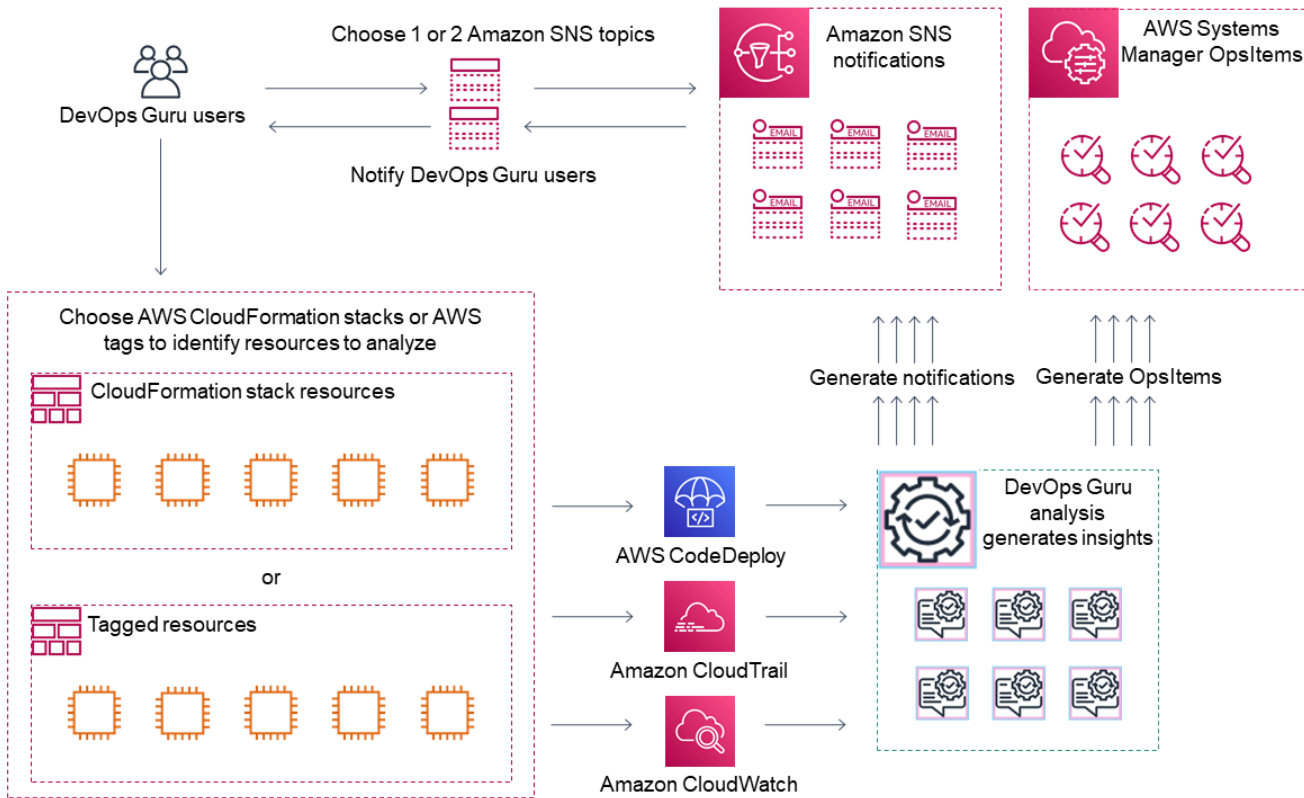 Choose 1 or 2 Amazon SNS topics
DevOps Guru users
Notify DevOps Guru users
Amazon SNS
notifications
EMAIL
EMAIL
EMAIL
EMAIL
EMAIL
EMAIL
AWS Systems
Manager OpsItems
Choose AWS CloudFormation stacks or AWS
tags to identify resources to analyze
CloudFormation stack resources
or
Tagged resources
</>
AWS CodeDeploy
Amazon CloudTrail
Amazon CloudWatch
Generate notifications
Generate OpsItems
DevOps Guru
analysis
generates insights